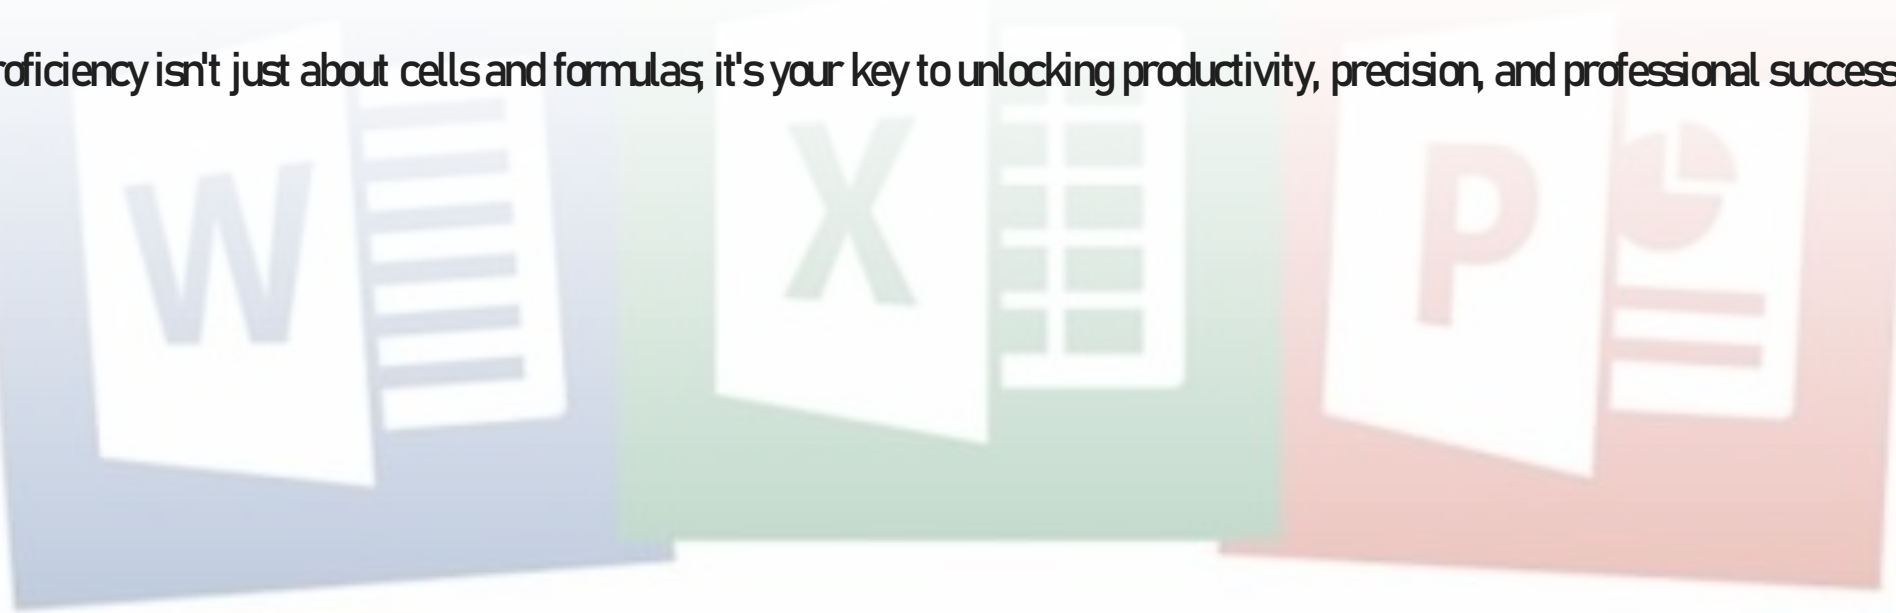 roficiency isn't just about cells and formulas; it's your key to unlocking productivity, precision, and professional success
W X P